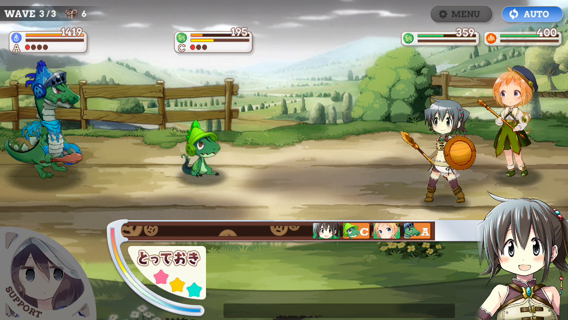 WAVE 3/3 6
MENU
AUTO
1419
A
195
C
359
400
C
A
とっておき
SUPPORT